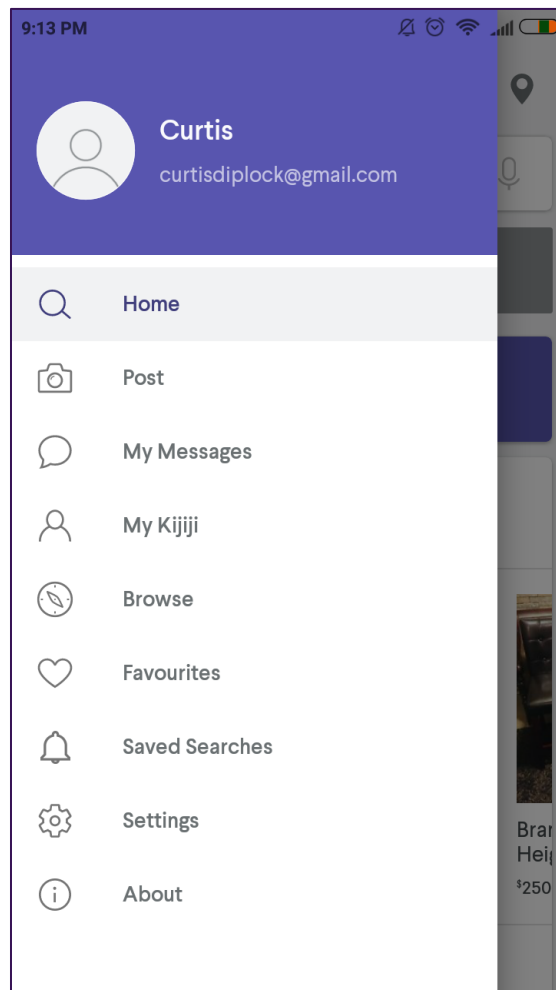 9:13 PM
Curtis
curtisdiplock@gmail.com
Home
Post
My Messages
My Kijiji
Browse
Favourites
Saved Searches
Settings
About
$250